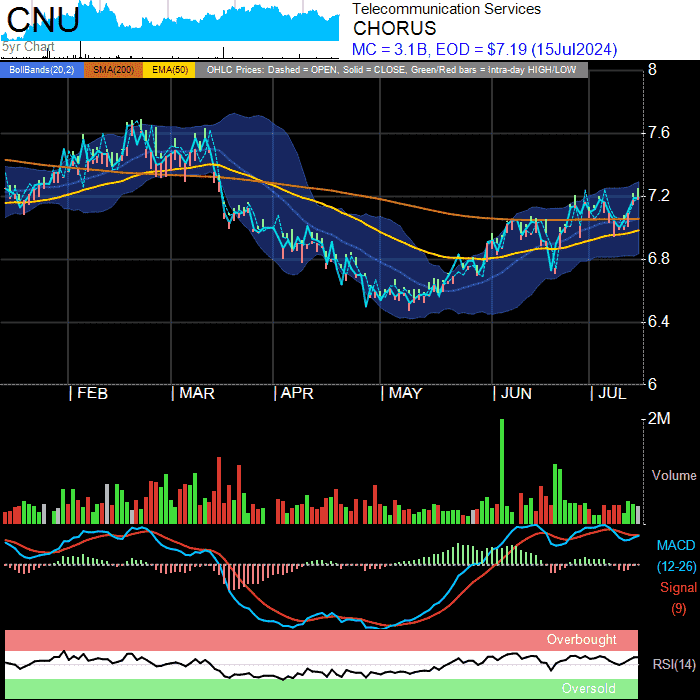 CNU
5yr Chart
Telecommunication Services
CHORUS
MC = 3.1B, EOD = $7.19 (15Jul2024)
BollBands(20,2) SMA(200) EMA(50) OHLC Prices: Dashed = OPEN, Solid = CLOSE, Green/Red bars = Intra-day HIGH/LOW
8
7.6
7.2
6.8
6.4
6
| FEB | MAR | APR | MAY | JUN | JUL
2M
Volume
MACD
(12-26)
Signal
(9)
Overbought
RSI(14)
Oversold